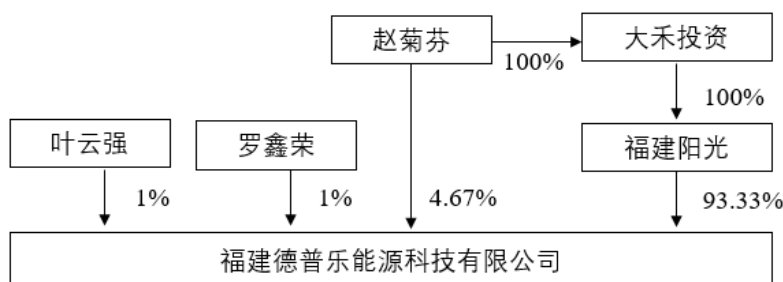 赵菊芬
大禾投资
100%
100%
叶云强
罗鑫荣
福建阳光
1%
1%
4.67%
93.33%
福建德普乐能源科技有限公司